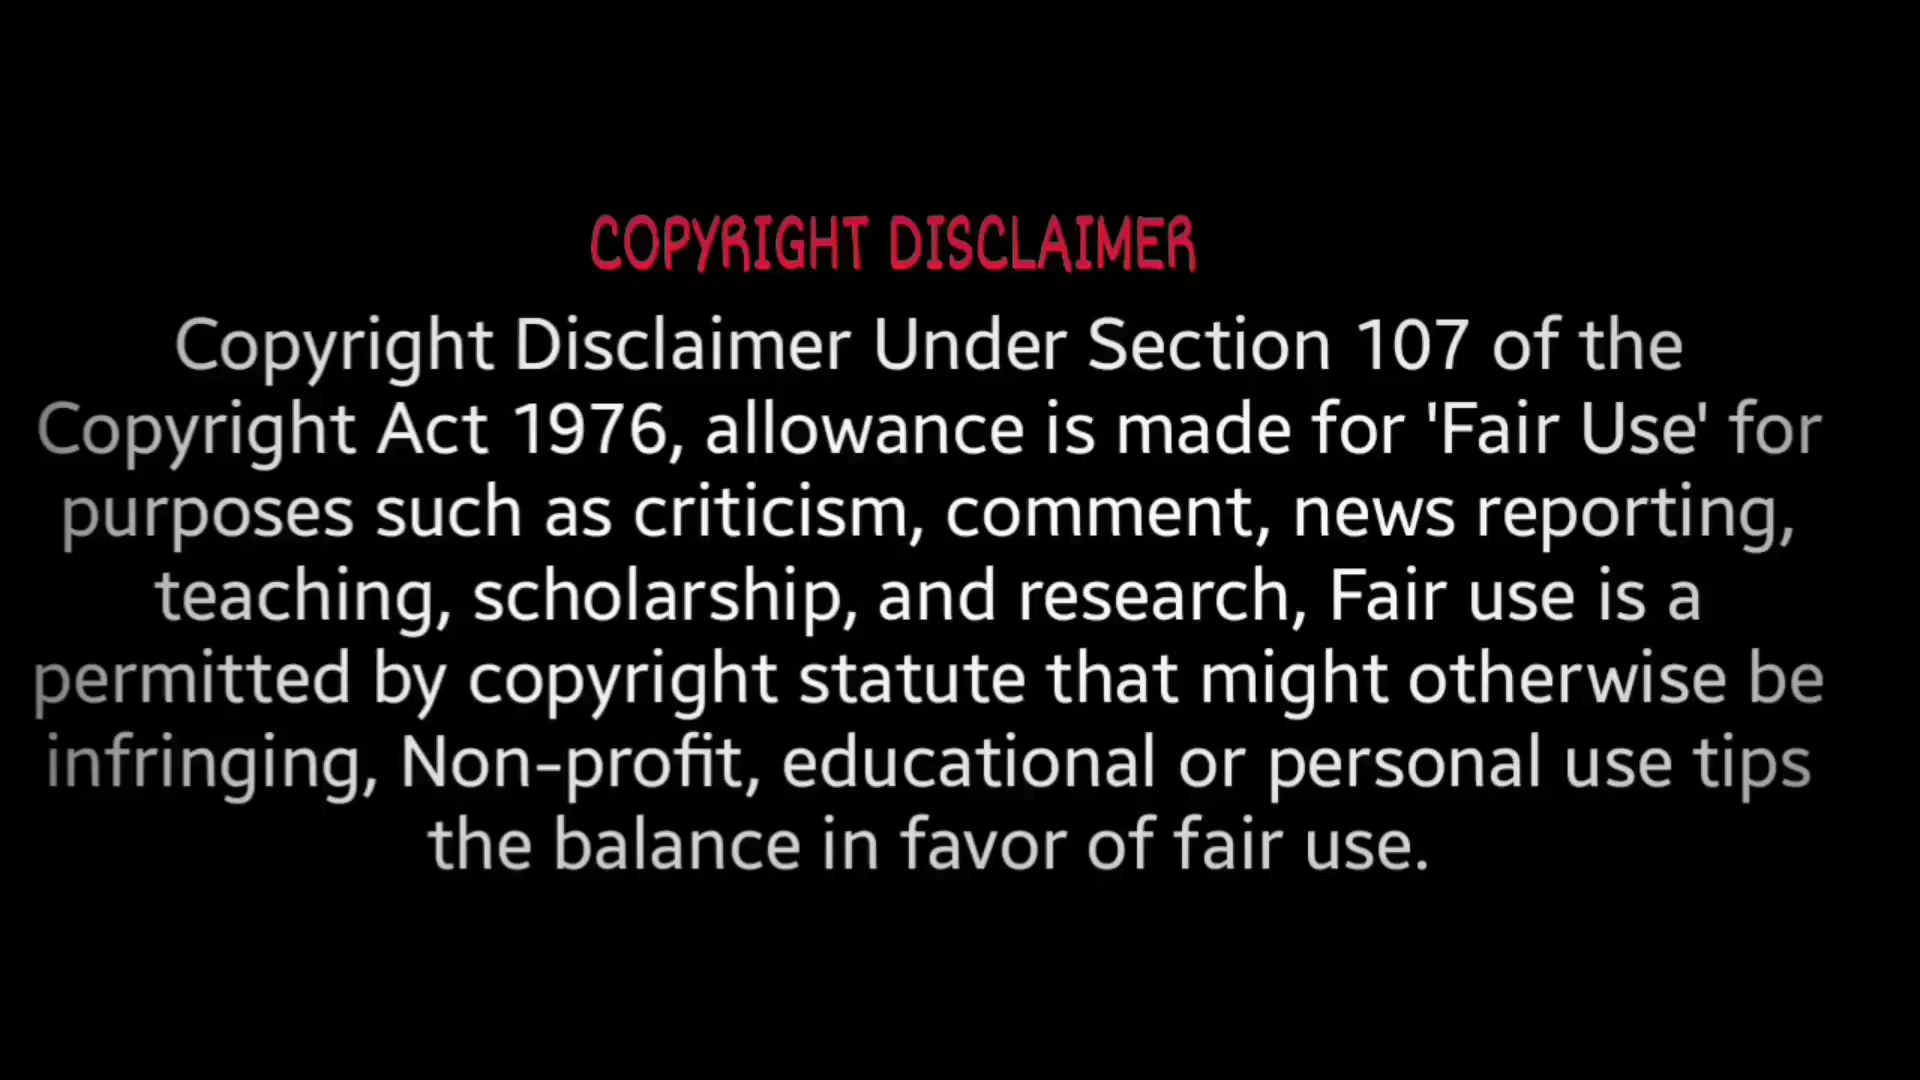 COPYRIGHT DISCLAIMER
Copyright Disclaimer Under Section 107 of the
Copyright Act 1976, allowance is made for 'Fair Use' for
purposes such as criticism, comment, news reporting,
teaching, scholarship, and research, Fair use is a
permitted by copyright statute that might otherwise be
infringing, Non-profit, educational or personal use tips
the balance in favor of fair use.